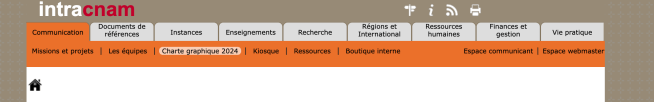 intracnam
Communication
Documents de
références
Instances
Enseignements
Recherche
Régions et
International
Ressources
humaines
Finances et
gestion
Vie pratique
Missions et projets | Les équipes | Charte graphique 2024 | Kiosque | Ressources | Boutique interne
Espace communicant | Espace webmaster